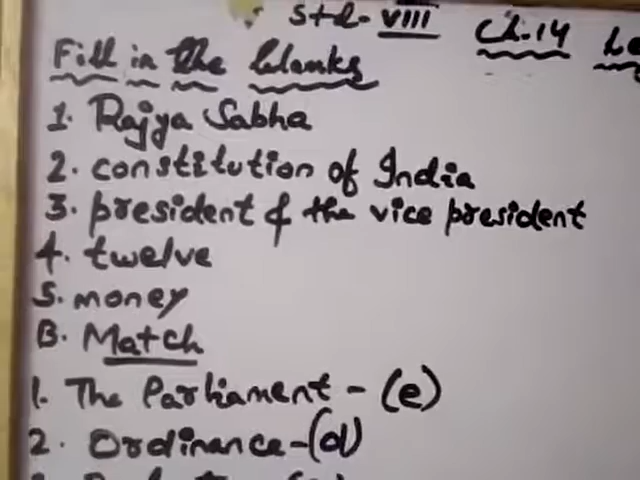 Std- VIII Ch.14
Fill in the blanks
1. Rajya Sabha
2. constitution of India
3. president & the vice president
4. twelve
5. money
B. Match
1. The Parliament - (e)
2. Ordinance - (d)